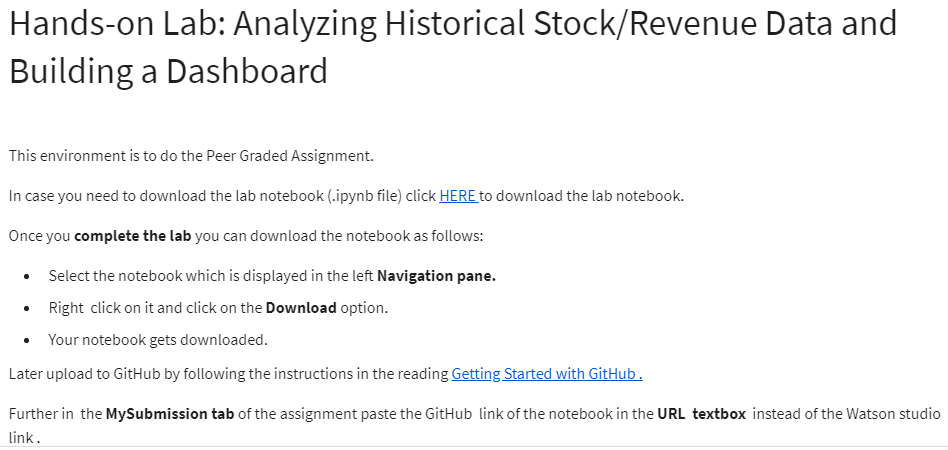 Hands-on Lab: Analyzing Historical Stock/Revenue Data and
Building a Dashboard
This environment is to do the Peer Graded Assignment.
In case you need to download the lab notebook (.ipynb file) click HERE to download the lab notebook.
Once you complete the lab you can download the notebook as follows:
• Select the notebook which is displayed in the left Navigation pane.
• Right click on it and click on the Download option.
• Your notebook gets downloaded.
Later upload to GitHub by following the instructions in the reading Getting Started with GitHub .
Further in the MySubmission tab of the assignment paste the GitHub link of the notebook in the URL textbox instead of the Watson studio
link .